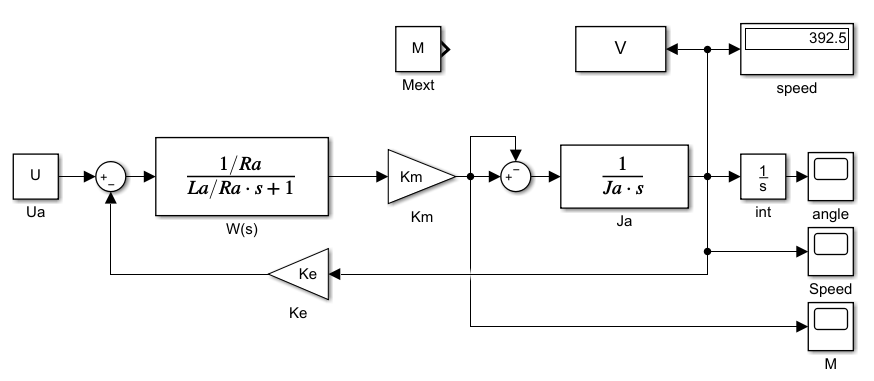 M
Mext
V
392.5
speed
U
Ua
+
−
1/Ra
La/Ra · s + 1
W(s)
Km
Km
−
+
1
Ja · s
Ja
1
s
int
angle
Speed
Ke
Ke
M